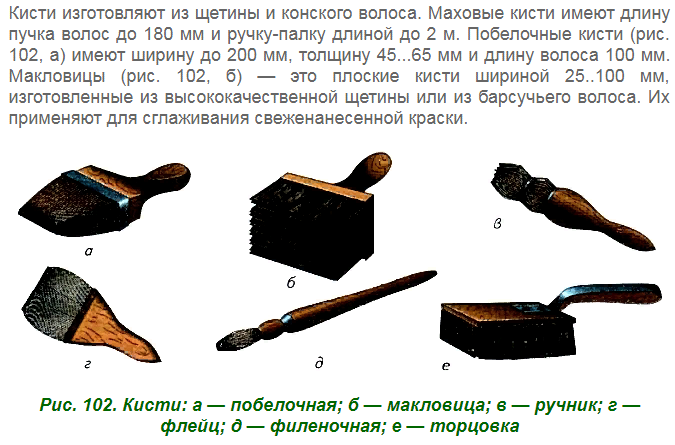 Кисти изготовляют из щетины и конского волоса. Маховые кисти имеют длину
пучка волос до 180 мм и ручку-палку длиной до 2 м. Побелочные кисти (рис.
102, а) имеют ширину до 200 мм, толщину 45...65 мм и длину волоса 100 мм.
Макловицы (рис. 102, б) — это плоские кисти шириной 25..100 мм,
изготовленные из высококачественной щетины или из барсучьего волоса. Их
применяют для сглаживания свеженанесенной краски.
а
б
в
г
д
е
Рис. 102. Кисти: а — побелочная; б — макловица; в — ручник; г —
флейц; д — филеночная; е — торцовка